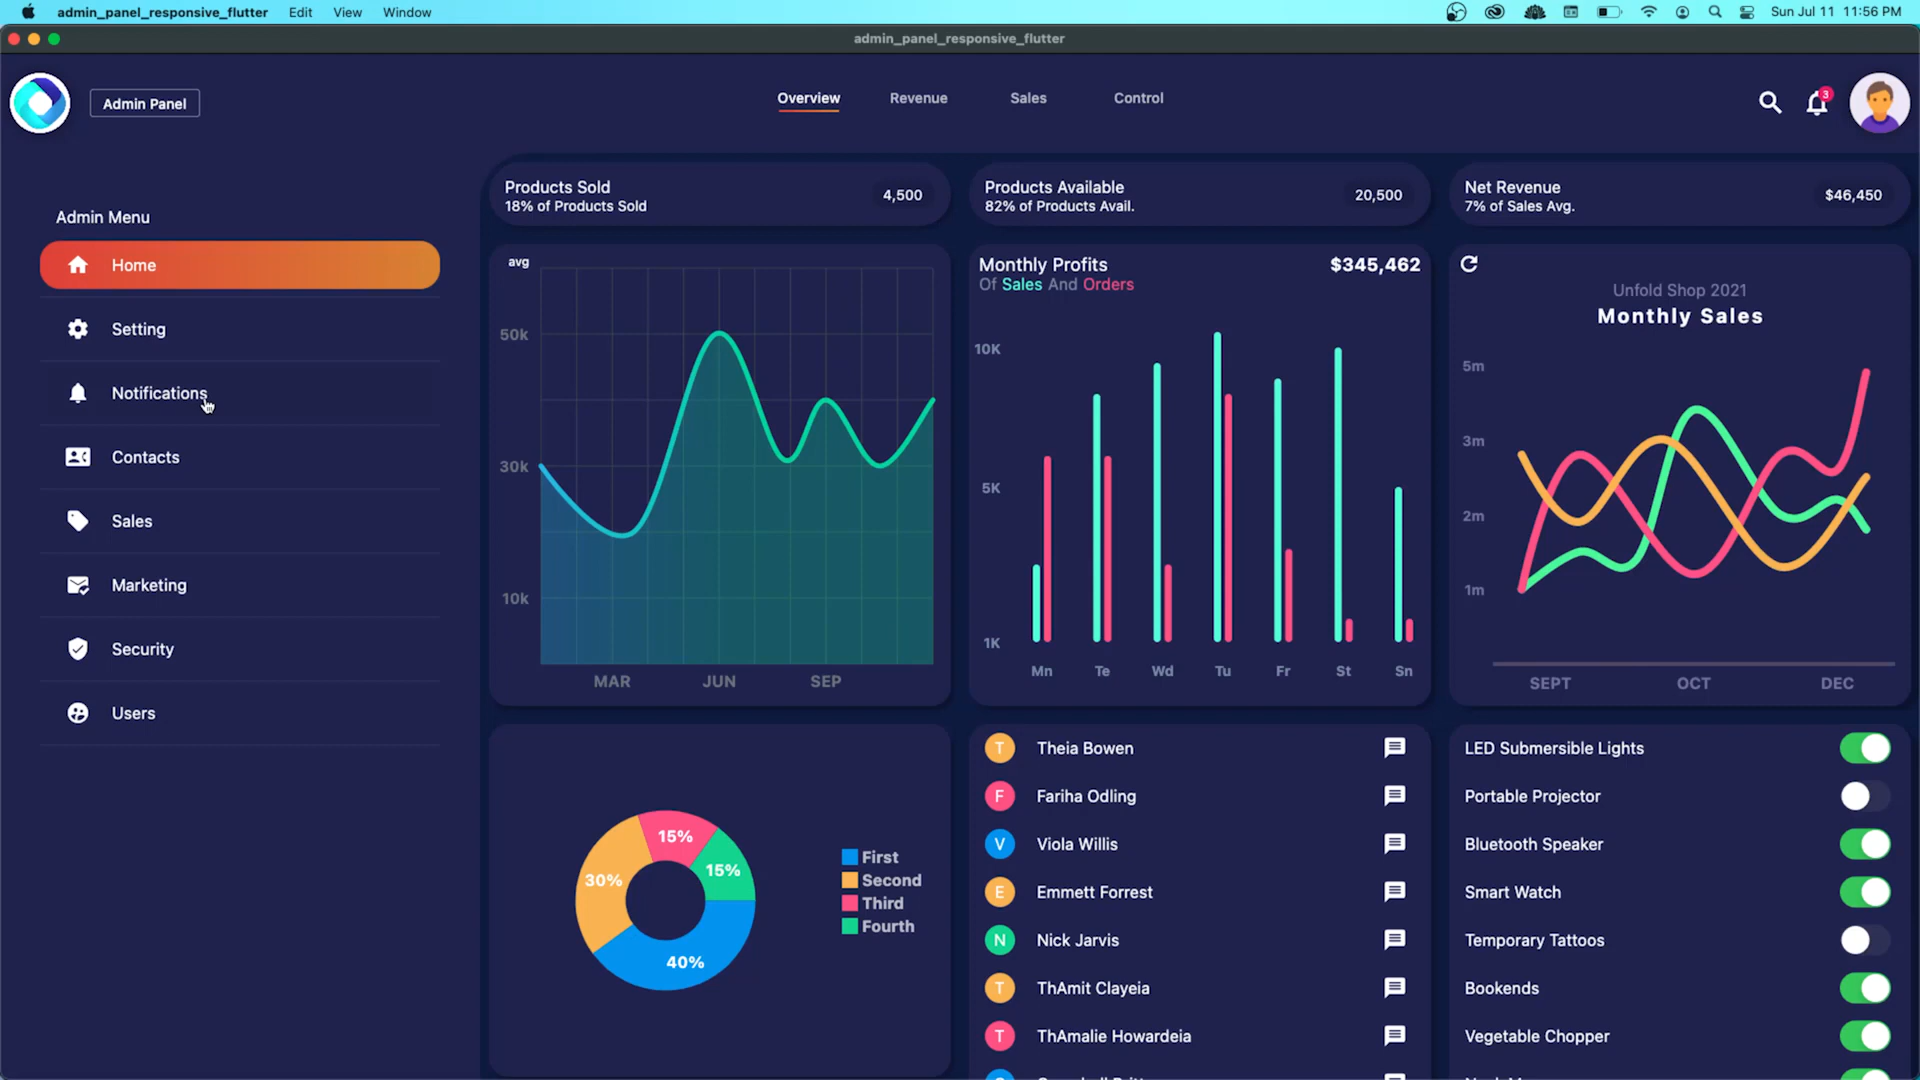 admin_panel_responsive_flutter Edit View Window Sun Jul 11 11:56 PM
admin_panel_responsive_flutter
Admin Panel
Overview Revenue Sales Control
3
Admin Menu
Home
Setting
Notifications
Contacts
Sales
Marketing
Security
Users
Products Sold
18% of Products Sold
4,500
Products Available
82% of Products Avail.
20,500
Net Revenue
7% of Sales Avg.
$46,450
avg
50k
30k
10k
MAR JUN SEP
Monthly Profits
$345,462
Of Sales And Orders
10K
5K
1K
Mn Te Wd Tu Fr St Sn
Unfold Shop 2021
Monthly Sales
5m
3m
2m
1m
SEPT OCT DEC
15%
15%
30%
40%
First
Second
Third
Fourth
T Theia Bowen
F Fariha Odling
V Viola Willis
E Emmett Forrest
N Nick Jarvis
T ThAmit Clayeia
T ThAmalie Howardeia
LED Submersible Lights
Portable Projector
Bluetooth Speaker
Smart Watch
Temporary Tattoos
Bookends
Vegetable Chopper